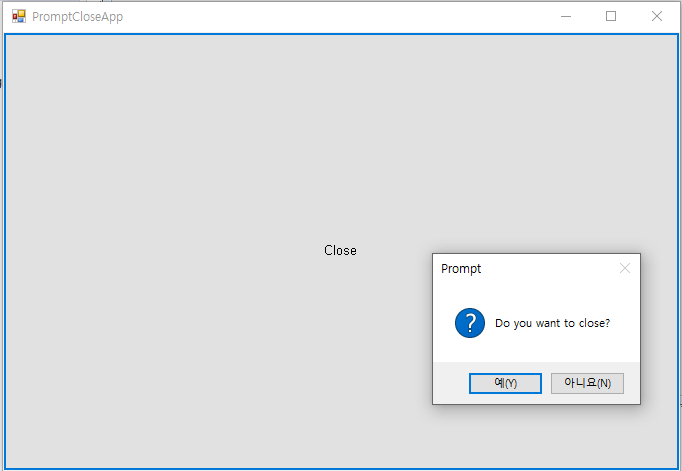 PromptCloseApp
Close
Prompt
Do you want to close?
예(Y)
아니요(N)